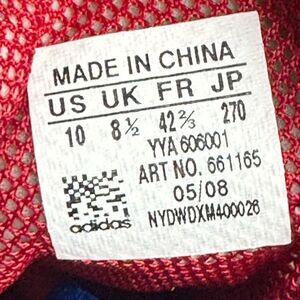 MADE IN CHINA
US UK FR JP
10 8½ 42⅔ 270
YYA 606001
ART NO. 661165
05/08
NYDWDXM400026
adidas